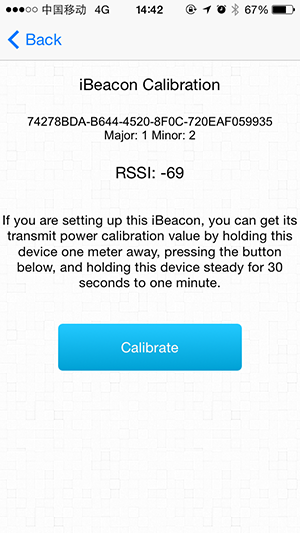 中国移动 4G 14:42 67%
Back
iBeacon Calibration
74278BDA-B644-4520-8F0C-720EAF059935
Major: 1 Minor: 2
RSSI: -69
If you are setting up this iBeacon, you can get its
transmit power calibration value by holding this
device one meter away, pressing the button
below, and holding this device steady for 30
seconds to one minute.
Calibrate